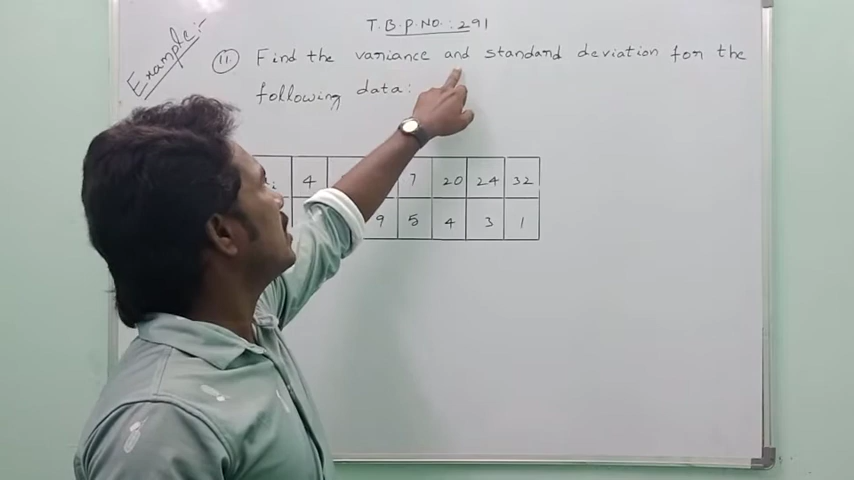 T.B.P.NO.:291
Example:-
11. Find the variance and standard deviation for the
following data:
4 7 20 24 32
9 5 4 3 1